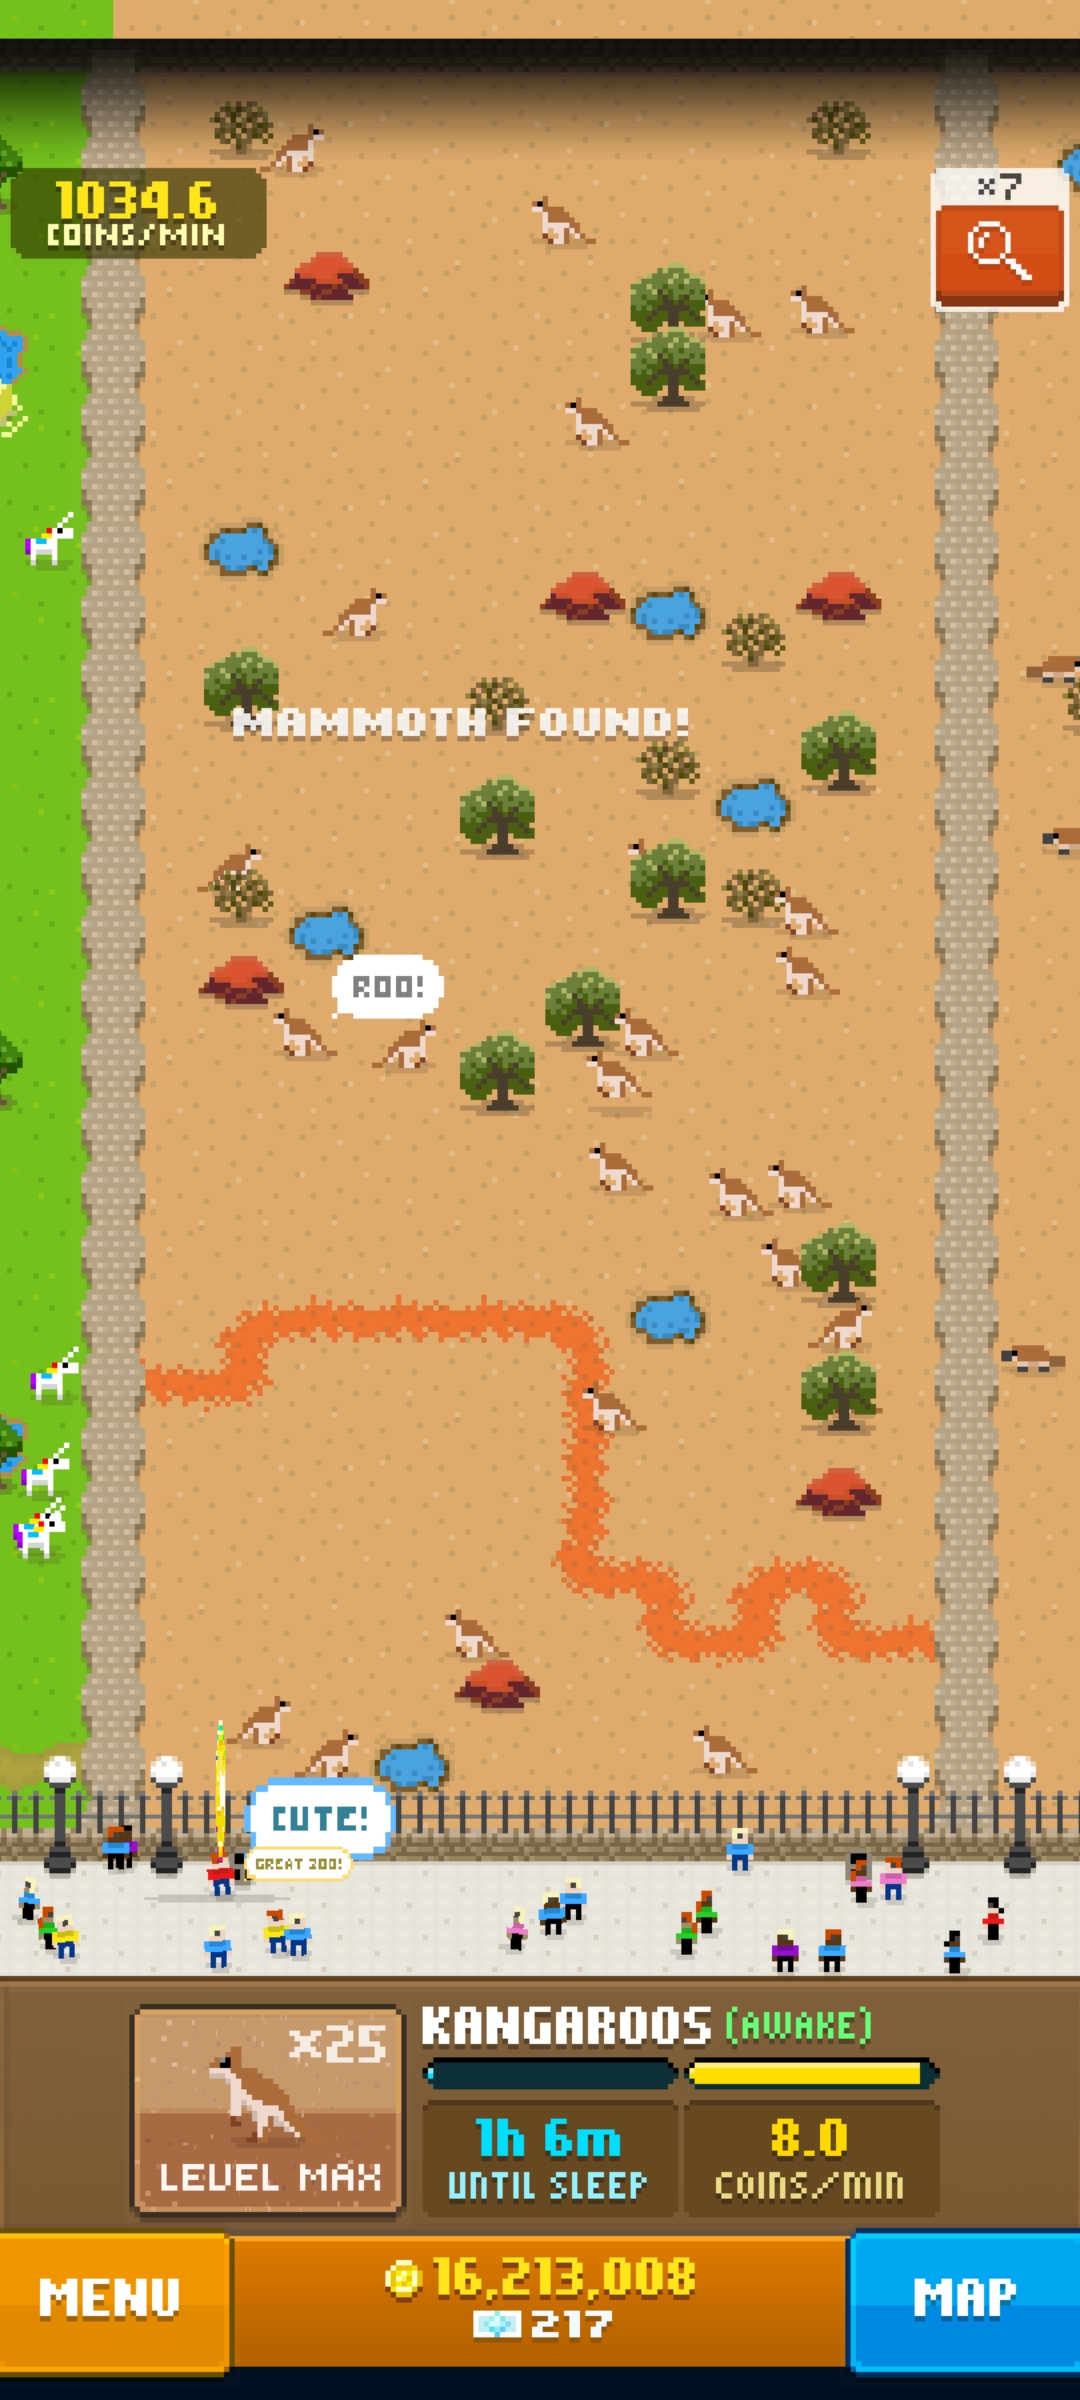 1034.6
COINS/MIN
x7
MAMMOTH FOUND!
ROO!
CUTE!
GREAT ZOO!
x25
LEVEL MAX
KANGAROOS (AWAKE)
1h 6m
UNTIL SLEEP
8.0
COINS/MIN
MENU
16,213,008
217
MAP